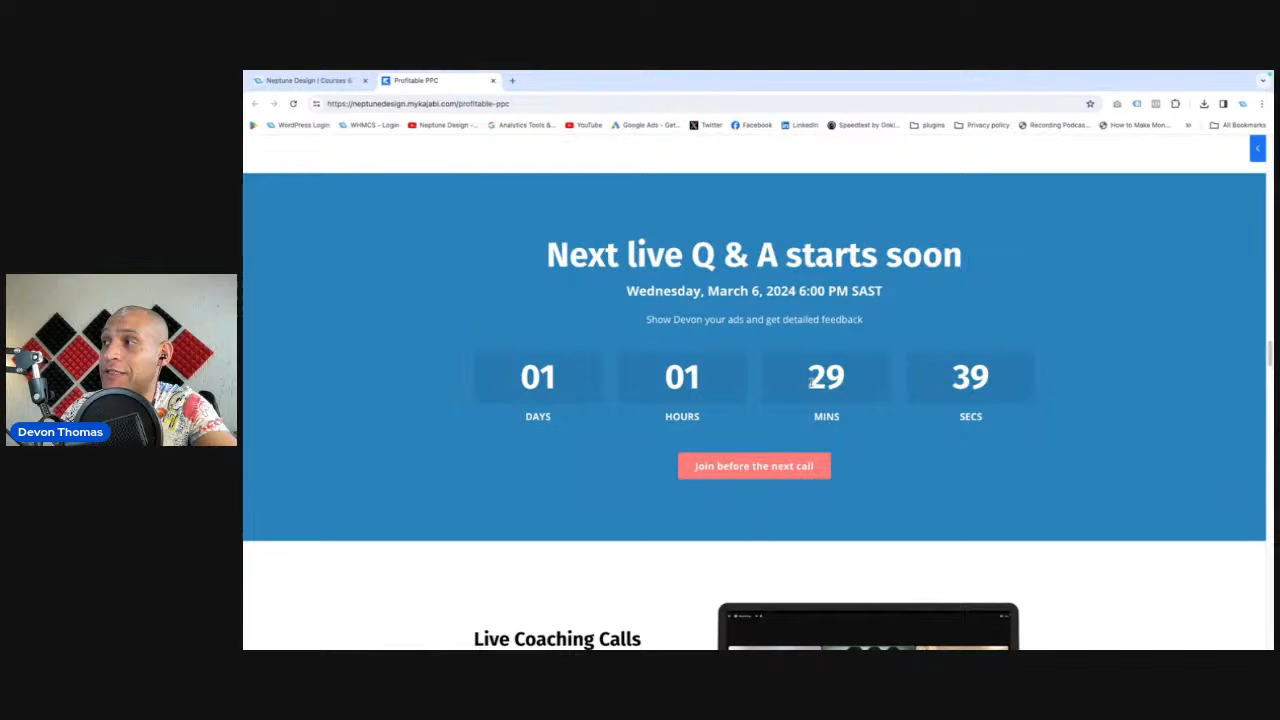 Neptune Design | Courses &
Profitable PPC
https://neptunedesign.mykajabi.com/profitable-ppc
WordPress Login
WHMCS - Login
Neptune Design -...
Analytics Tools &...
YouTube
Google Ads - Get...
Twitter
Facebook
LinkedIn
Speedtest by Ookl...
plugins
Privacy policy
Recording Podcas...
How to Make Mon...
»
All Bookmarks
Next live Q & A starts soon
Wednesday, March 6, 2024 6:00 PM SAST
Show Devon your ads and get detailed feedback
01 01 29 39
DAYS HOURS MINS SECS
Join before the next call
Devon Thomas
Live Coaching Calls